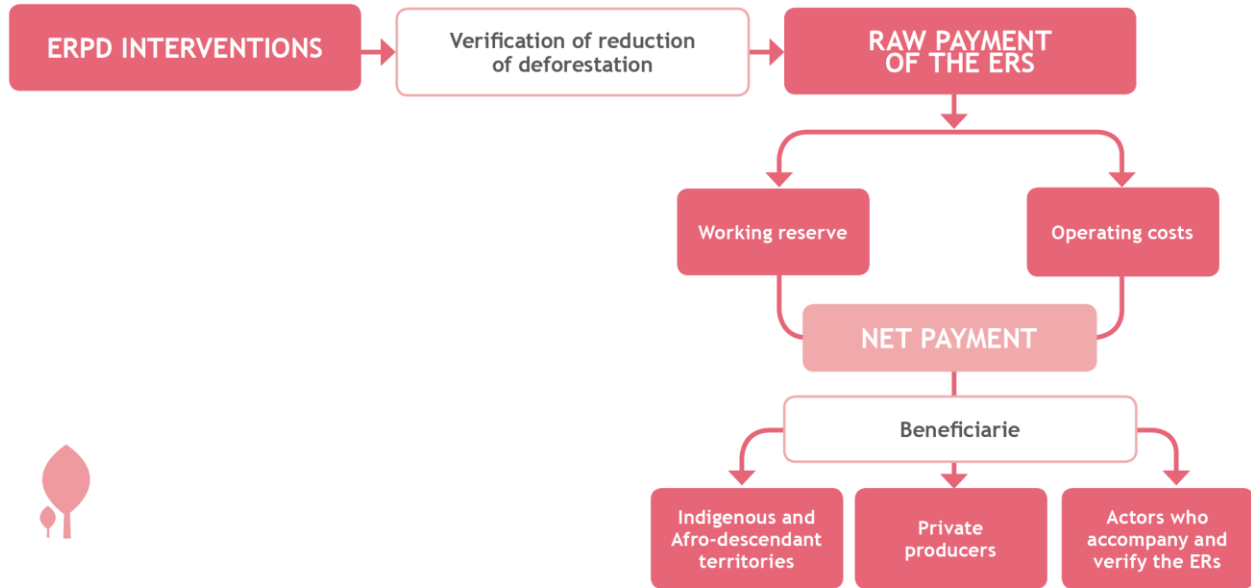 ERPD INTERVENTIONS
Verification of reduction
of deforestation
RAW PAYMENT
OF THE ERS
Working reserve
Operating costs
NET PAYMENT
Beneficiarie
Indigenous and
Afro-descendant
territories
Private
producers
Actors who
accompany and
verify the ERs